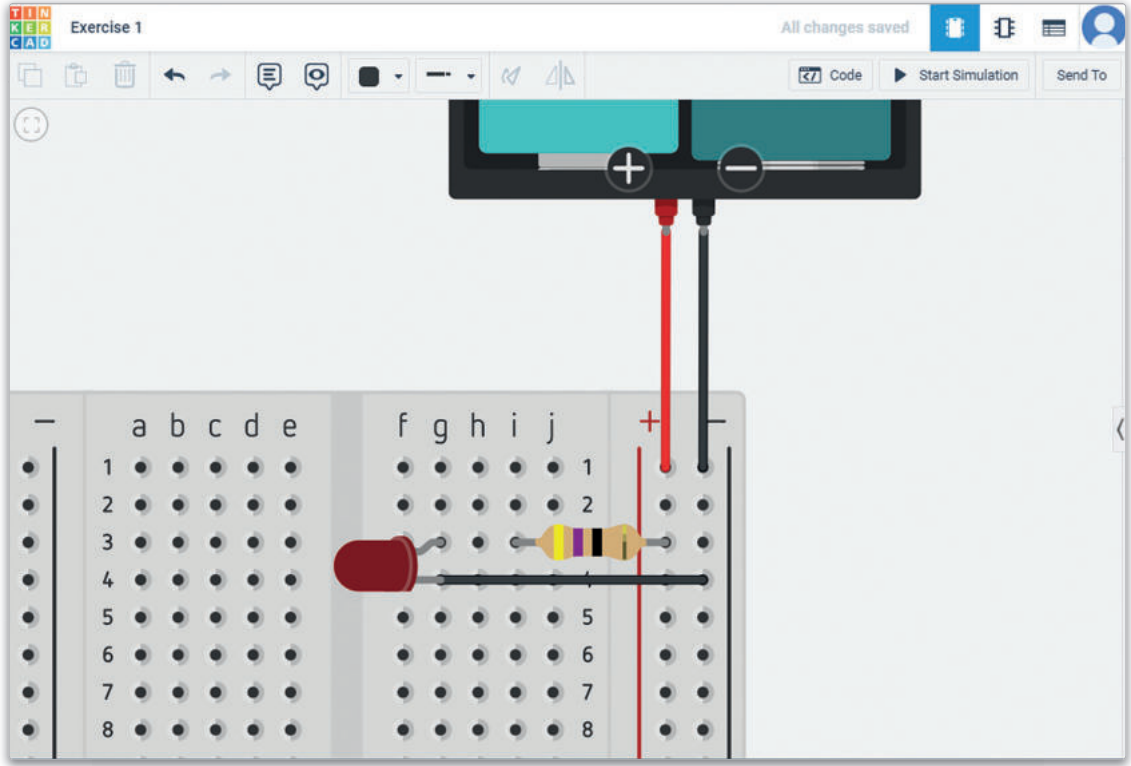 TIN
KER
CAD
Exercise 1
All changes saved
Code
Start Simulation
Send To
+ −
− a b c d e f g h i j + −
1 1
2 2
3
4 4
5 5
6 6
7 7
8 8